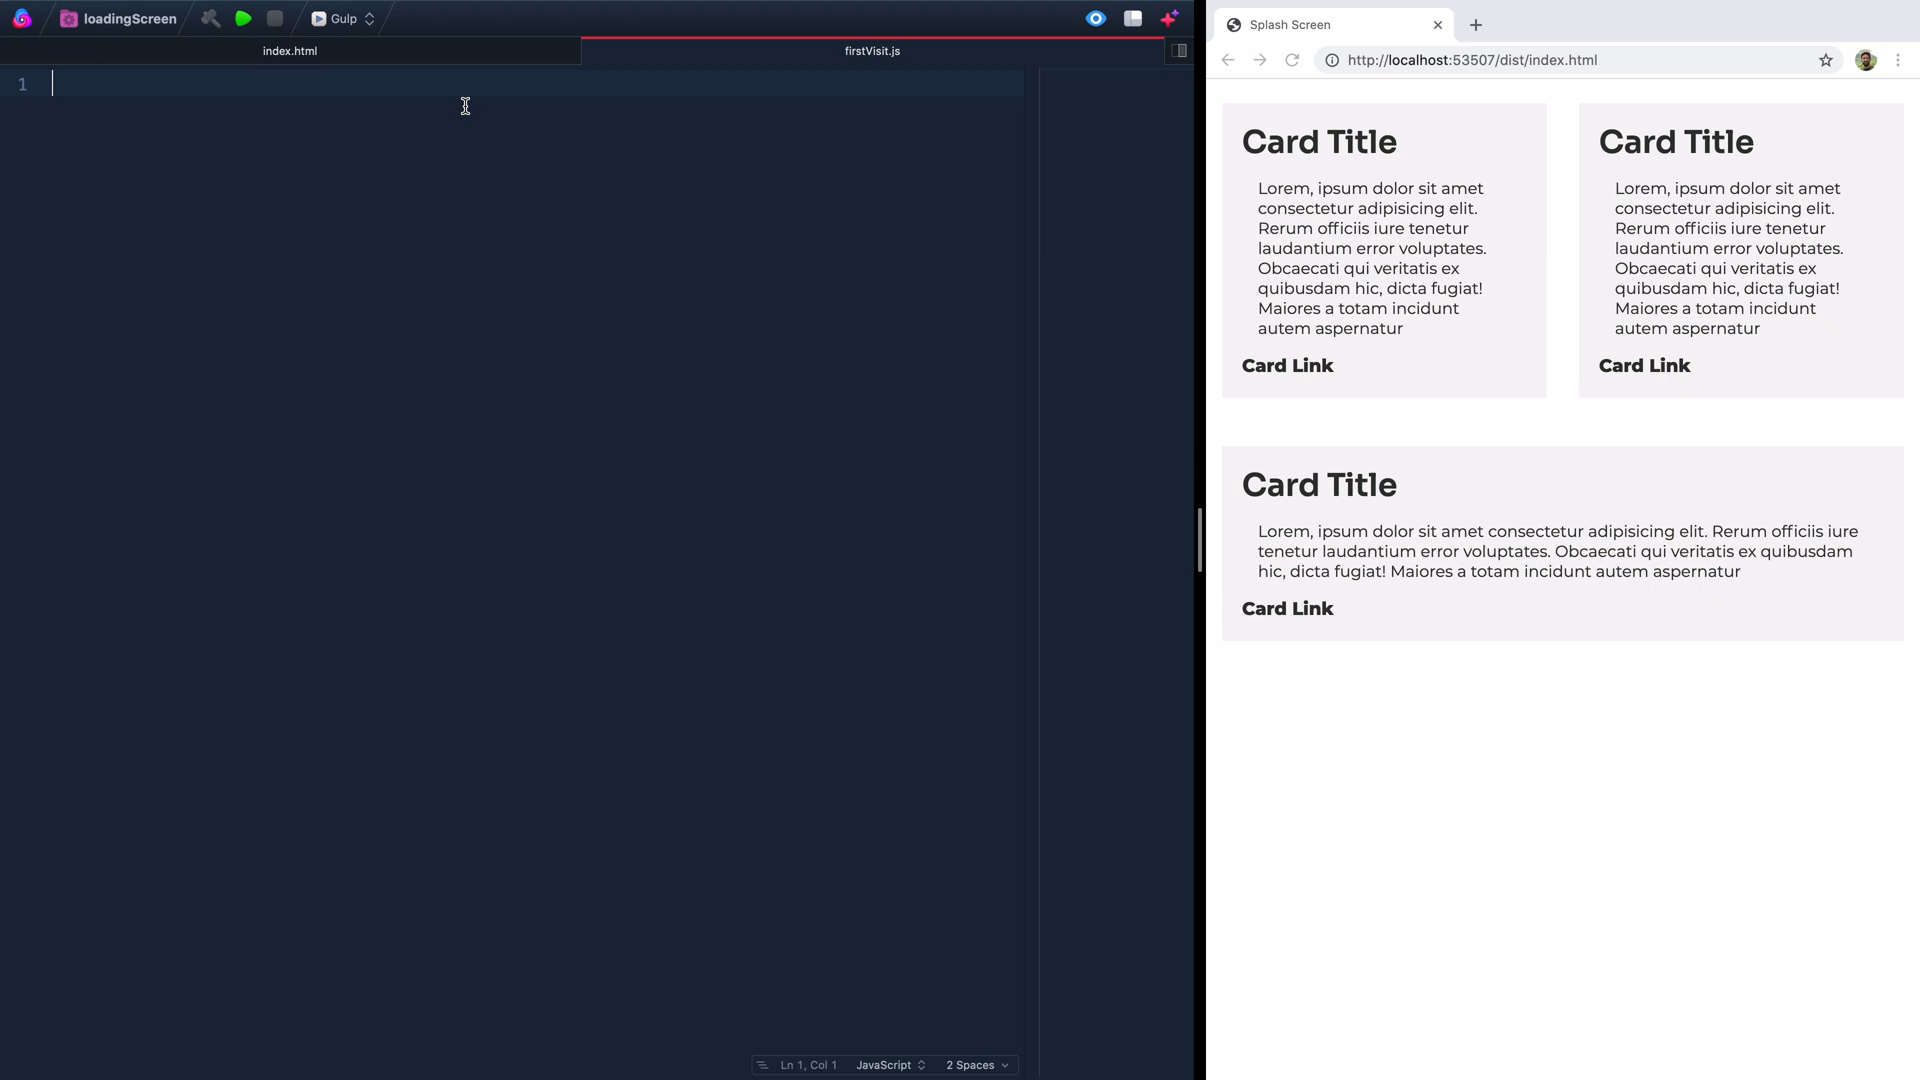 loadingScreen
Gulp
index.html
firstVisit.js
1
Ln 1, Col 1
JavaScript
2 Spaces
Splash Screen
http://localhost:53507/dist/index.html
Card Title
Lorem, ipsum dolor sit amet
consectetur adipisicing elit.
Rerum officiis iure tenetur
laudantium error voluptates.
Obcaecati qui veritatis ex
quibusdam hic, dicta fugiat!
Maiores a totam incidunt
autem aspernatur
Card Link
Card Title
Lorem, ipsum dolor sit amet
consectetur adipisicing elit.
Rerum officiis iure tenetur
laudantium error voluptates.
Obcaecati qui veritatis ex
quibusdam hic, dicta fugiat!
Maiores a totam incidunt
autem aspernatur
Card Link
Card Title
Lorem, ipsum dolor sit amet consectetur adipisicing elit. Rerum officiis iure
tenetur laudantium error voluptates. Obcaecati qui veritatis ex quibusdam
hic, dicta fugiat! Maiores a totam incidunt autem aspernatur
Card Link